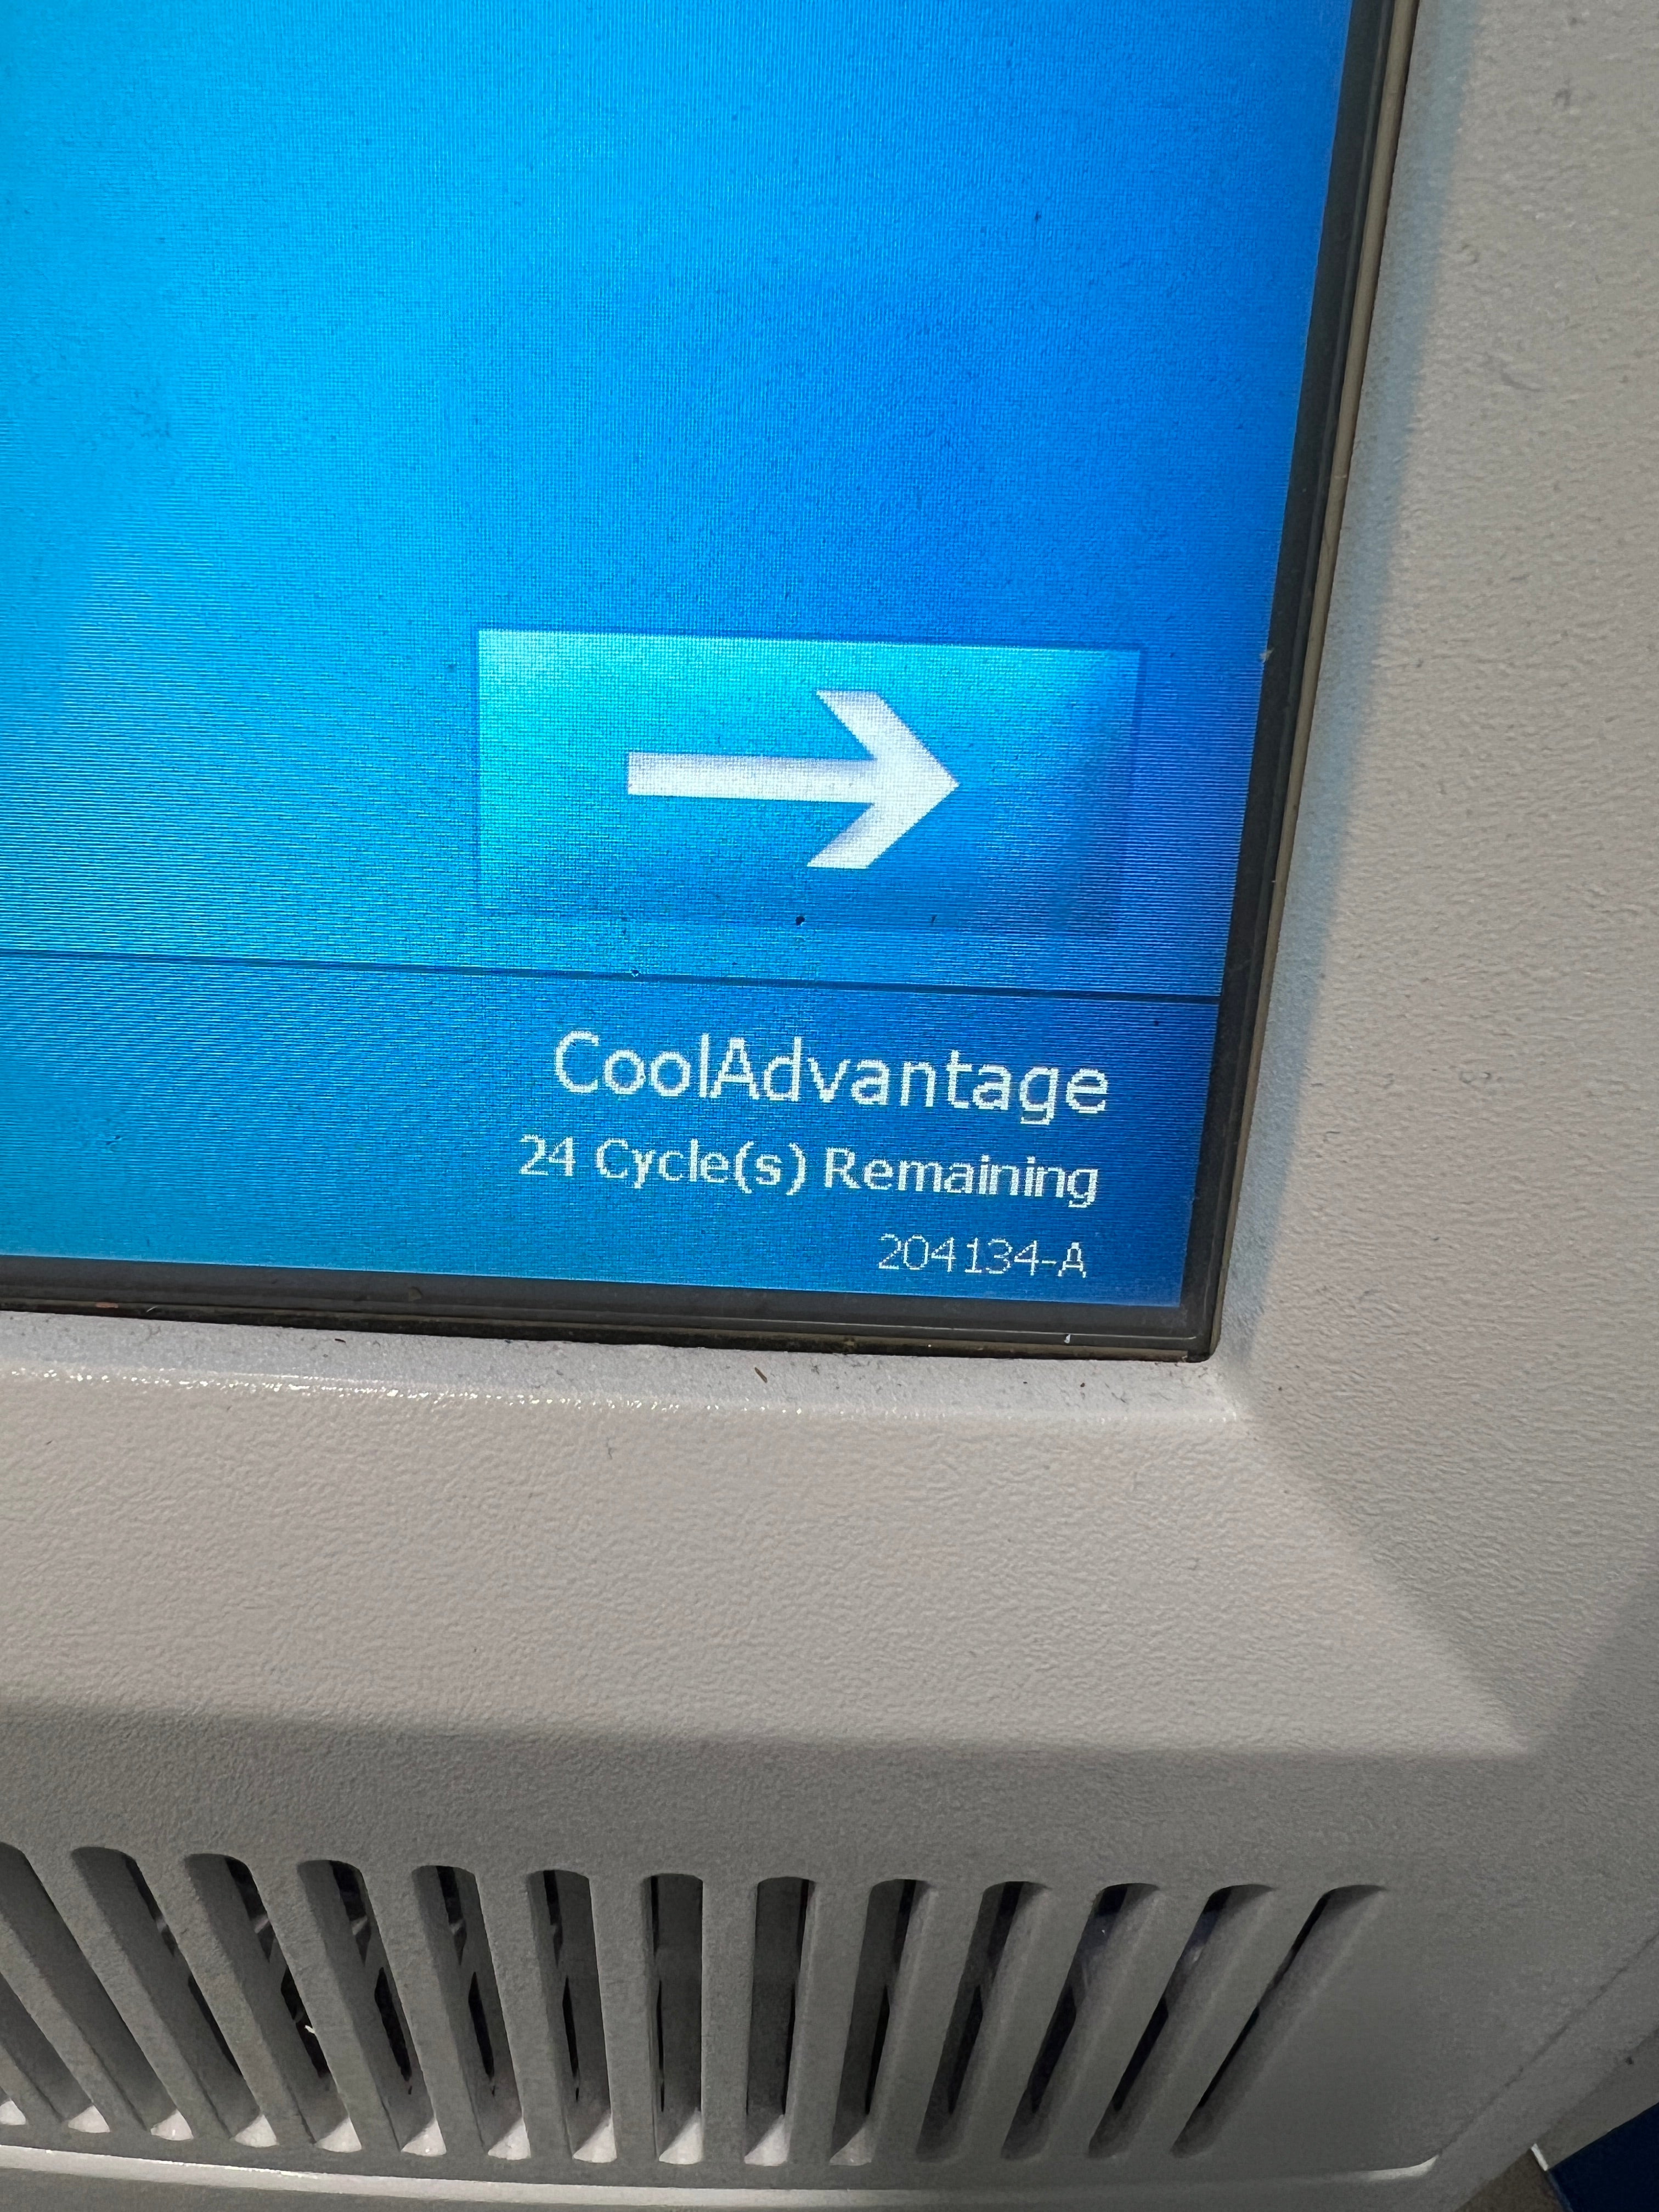 CoolAdvantage
24 Cycle(s) Remaining
204134-A